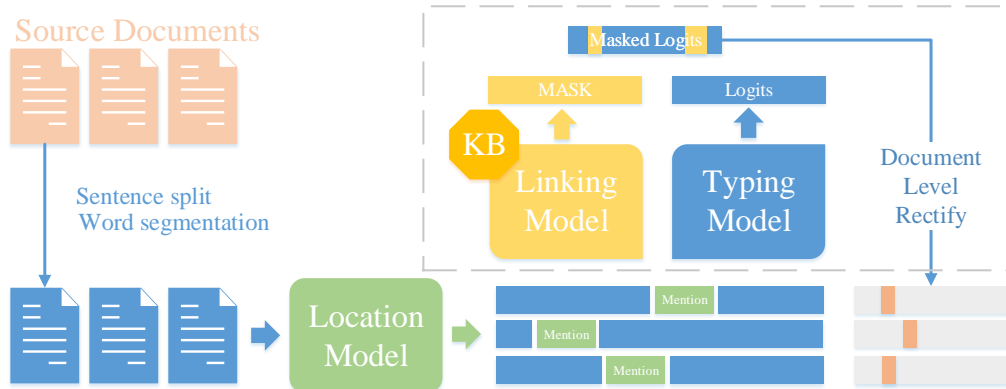 Source Documents
Sentence split
Word segmentation
Masked Logits
MASK
Logits
KB
Linking
Model
Typing
Model
Document
Level
Rectify
Location
Model
Mention
Mention
Mention